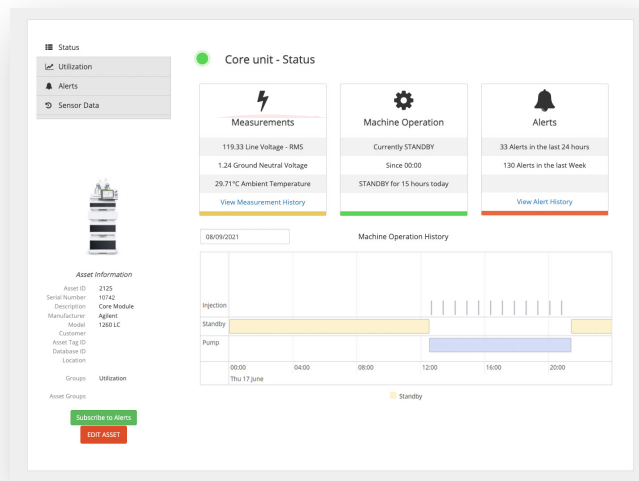 Status
Utilization
Alerts
Sensor Data
Core unit - Status
Measurements
119.33 Line Voltage - RMS
1.24 Ground Neutral Voltage
29.71°C Ambient Temperature
View Measurement History
Machine Operation
Currently STANDBY
Since 00:00
STANDBY for 15 hours today
Alerts
33 Alerts in the last 24 hours
130 Alerts in the last Week
View Alert History
Asset Information
Asset ID 2125
Serial Number 10742
Description Core Module
Manufacturer Agilent
Model 1260 LC
Customer
Asset Tag ID
Database ID
Location
Groups Utilization
Asset Groups
Subscribe to Alerts
EDIT ASSET
08/09/2021
Machine Operation History
Injection
Standby
Pump
00:00 04:00 08:00 12:00 16:00 20:00
Thu 17 June
Standby